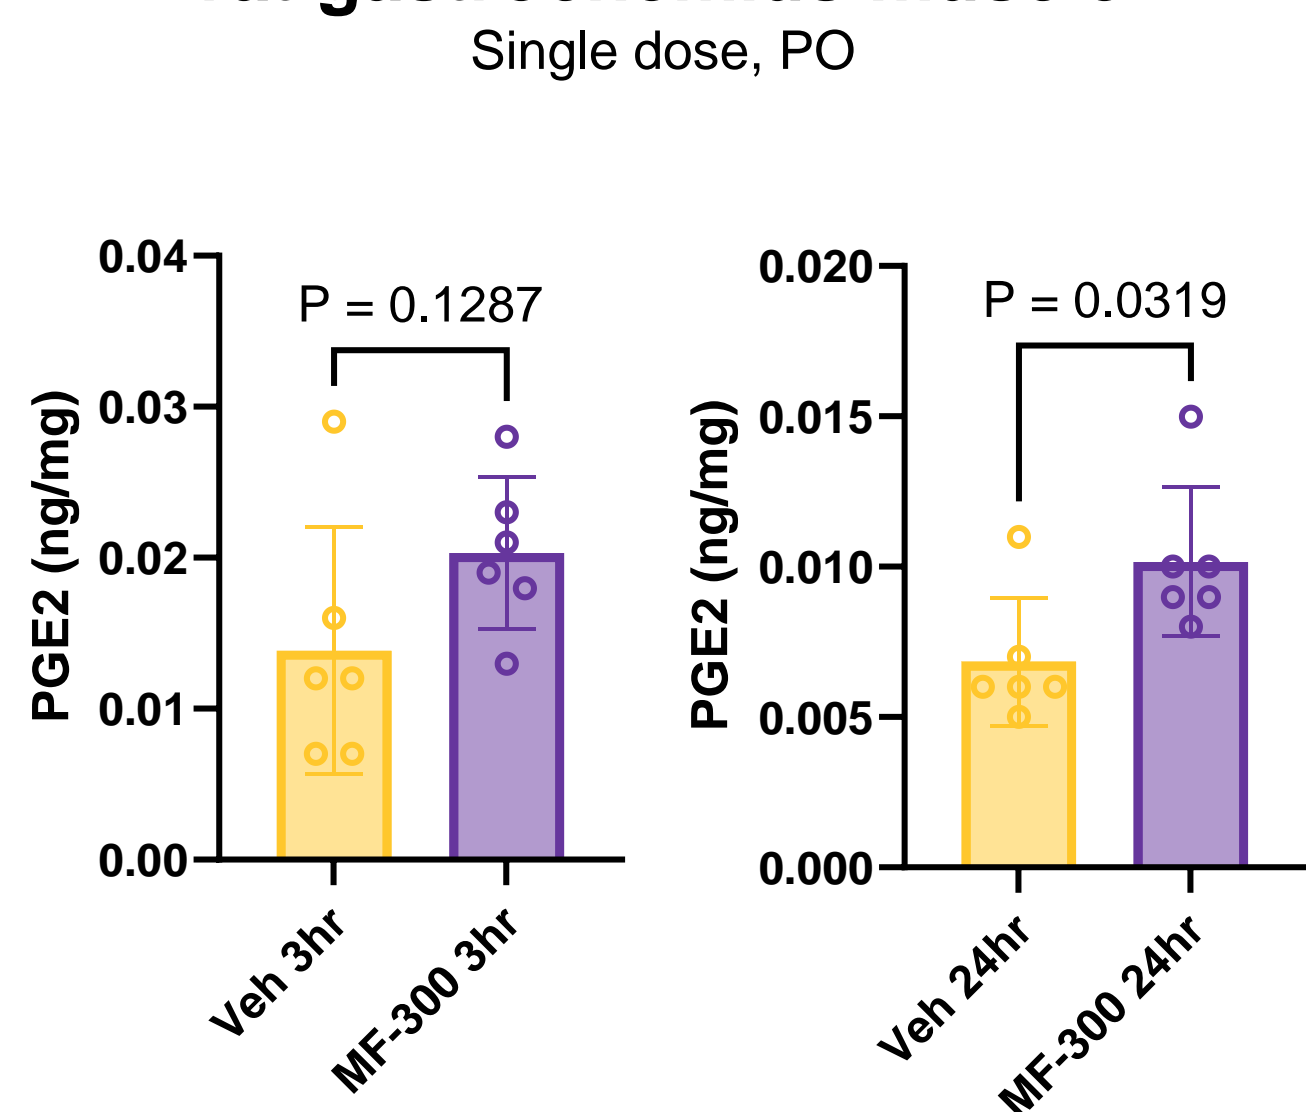 Single dose, PO
0.04
0.03
0.02
0.01
0.00
PGE2 (ng/mg)
P = 0.1287
Veh 3hr
MF-300 3hr
0.020
0.015
0.010
0.005
0.000
PGE2 (ng/mg)
P = 0.0319
Veh 24hr
MF-300 24hr